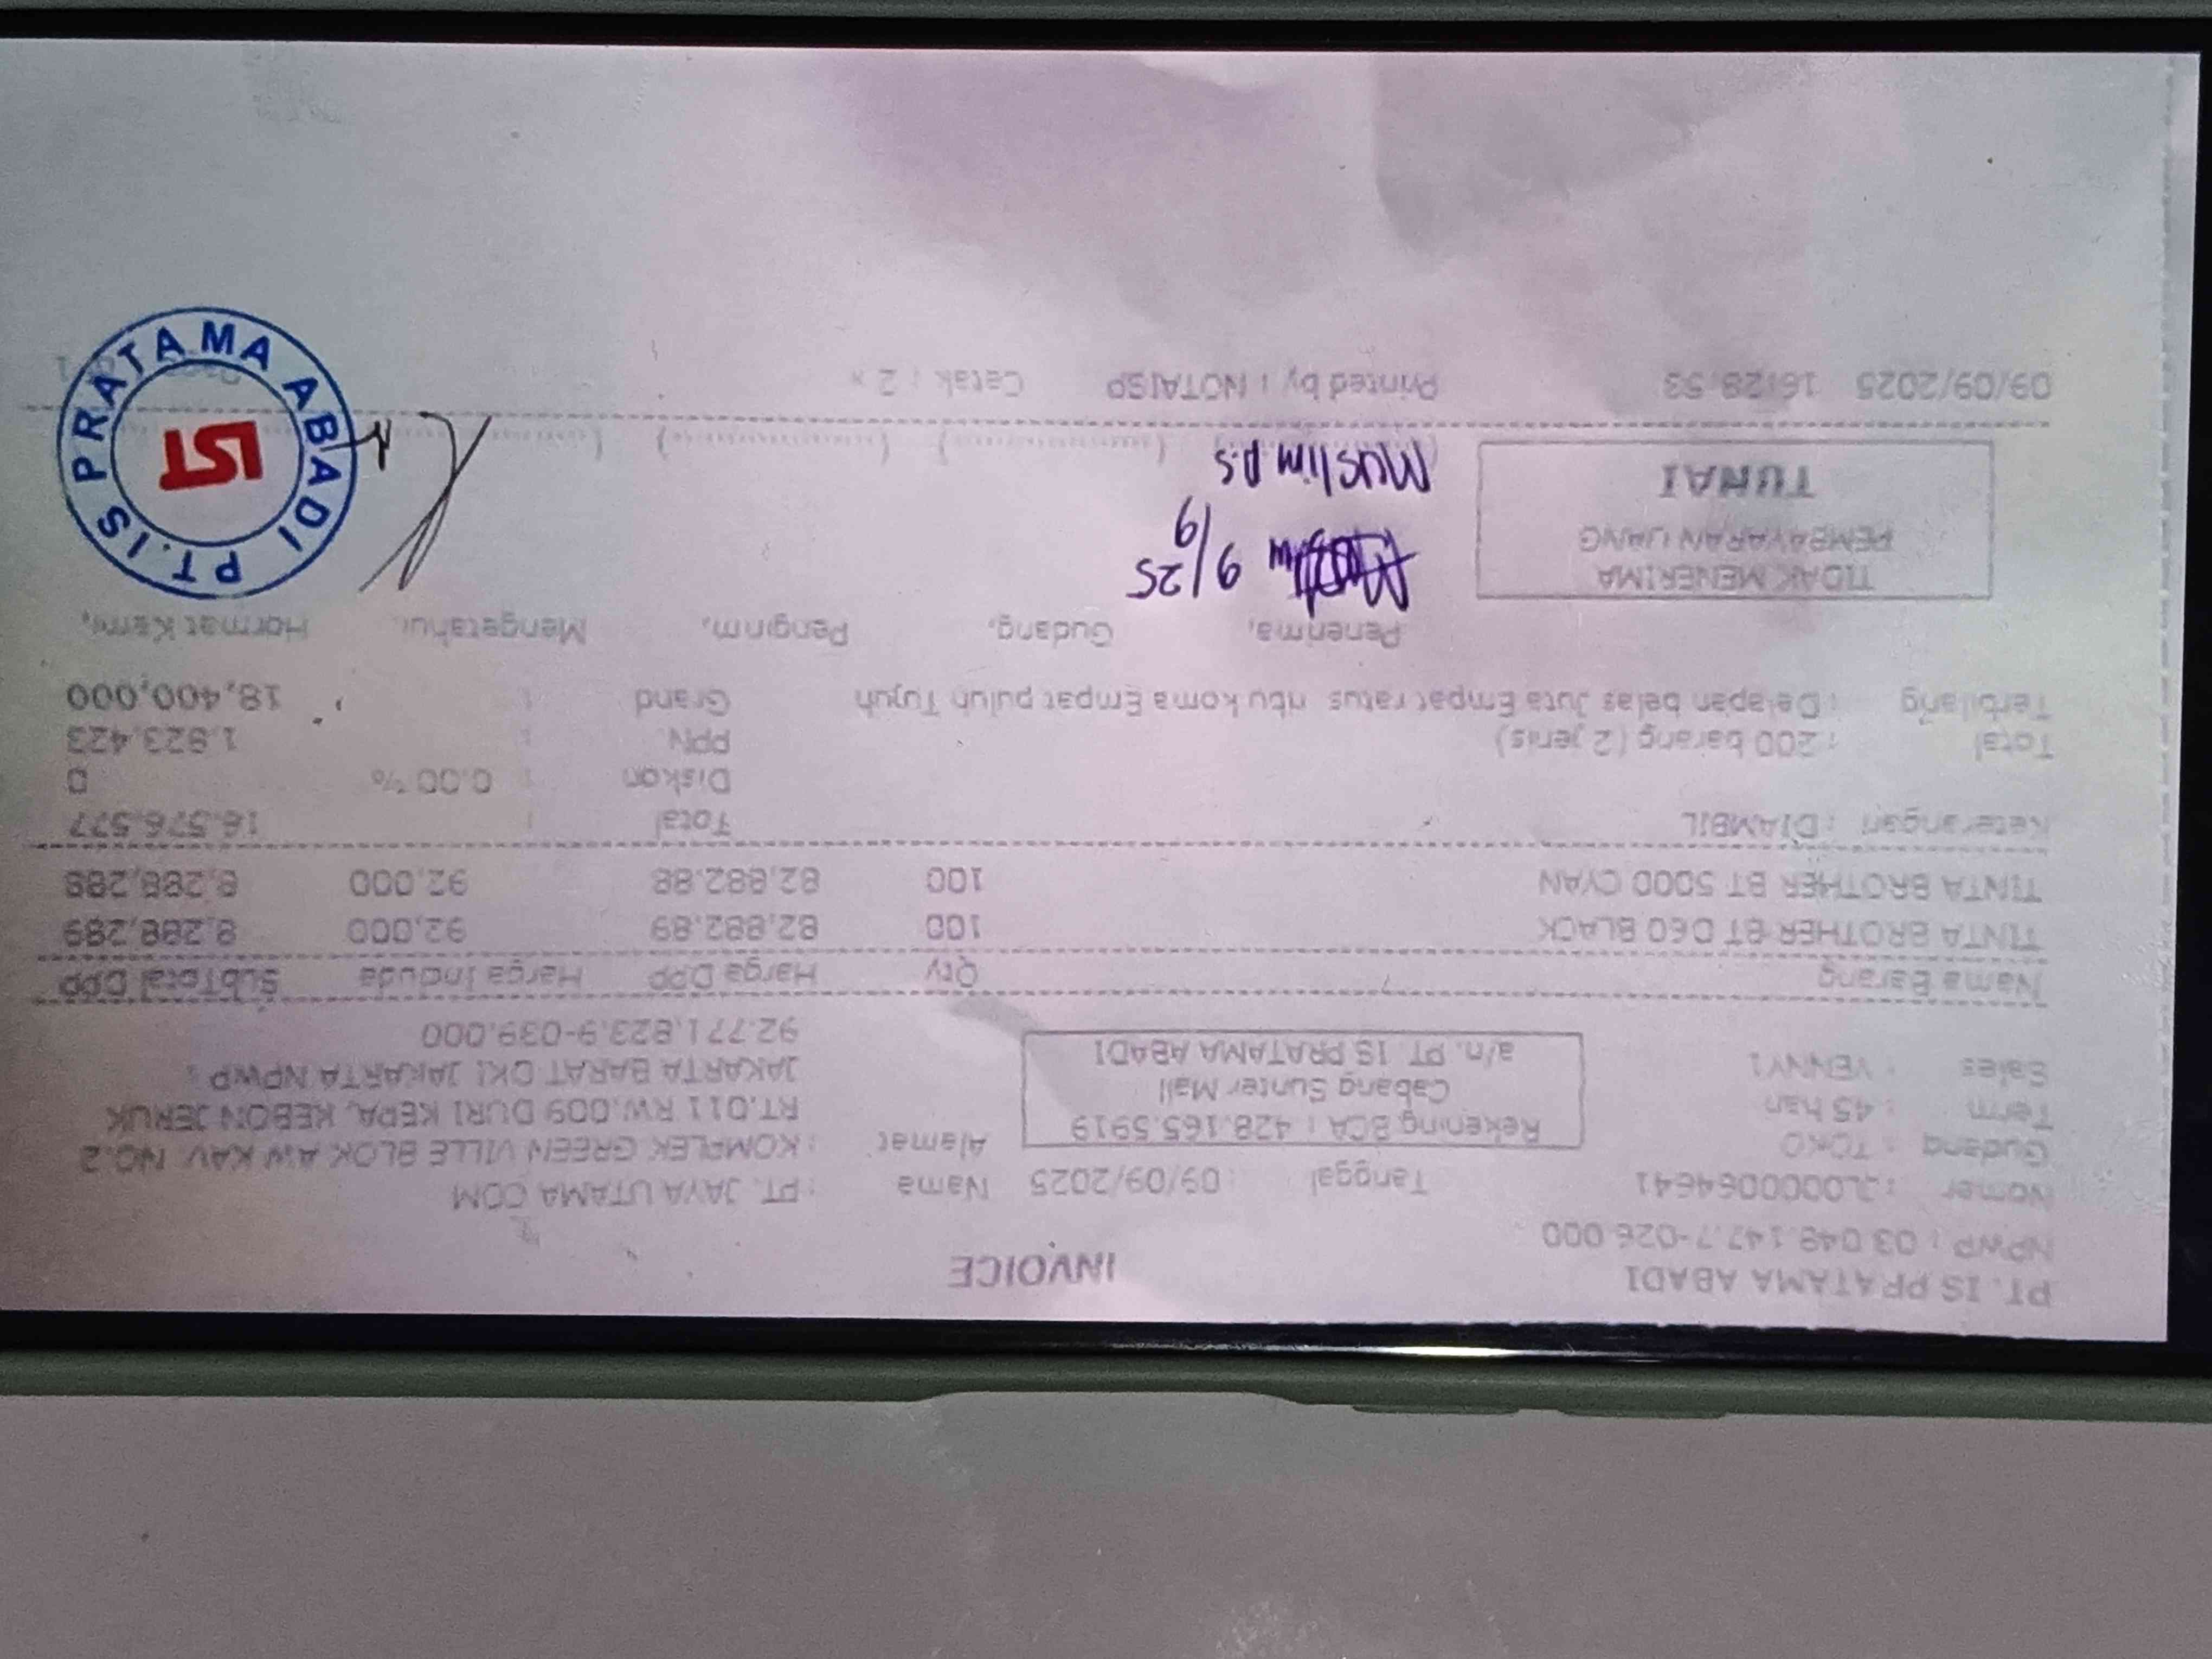 PT. IS PRATAMA ABADI
INVOICE
NPWP : 03.049.147.7-026.000
Nomer : JL000064641
Tanggal : 09/09/2025
Nama : PT. JAYA UTAMA COM
Gudang : TOKO
Alamat : KOMPLEK GREEN VILLE BLOK AW KAV. NO.2
Term : 45 hari
Rekening BCA : 428.165.5919
RT.011 RW.009 DURI KEPA, KEBON JERUK
Sales : VENNY1
Cabang Sunter Mall
JAKARTA BARAT DKI JAKARTA NPWP :
a/n. PT. IS PRATAMA ABADI
92.771.823.9-039.000
Nama Barang Qty Harga DPP Harga Include SubTotal DPP
TINTA BROTHER BT D60 BLACK 100 82,882.89 92,000 8,288,289
TINTA BROTHER BT 5000 CYAN 100 82,882.88 92,000 8,288,288
Keterangan : DIAMBIL
Total : 16,576,577
Diskon : 0.00 % 0
Total : 200 barang (2 jenis)
PPN. : 1,823,423
Terbilang : Delapan belas Juta Empat ratus ribu koma Empat puluh Tujuh
Grand : 18,400,000
Penerima, Gudang, Pengirim, Mengetahui, Hormat Kami,
TIDAK MENERIMA
PEMBAYARAN UANG
TUNAI
9/9 25
Muslim P.S
PT. IS PRATAMA ABADI
IST
09/09/2025 16:28:53 Printed by : NOTAISP Cetak : 2 x